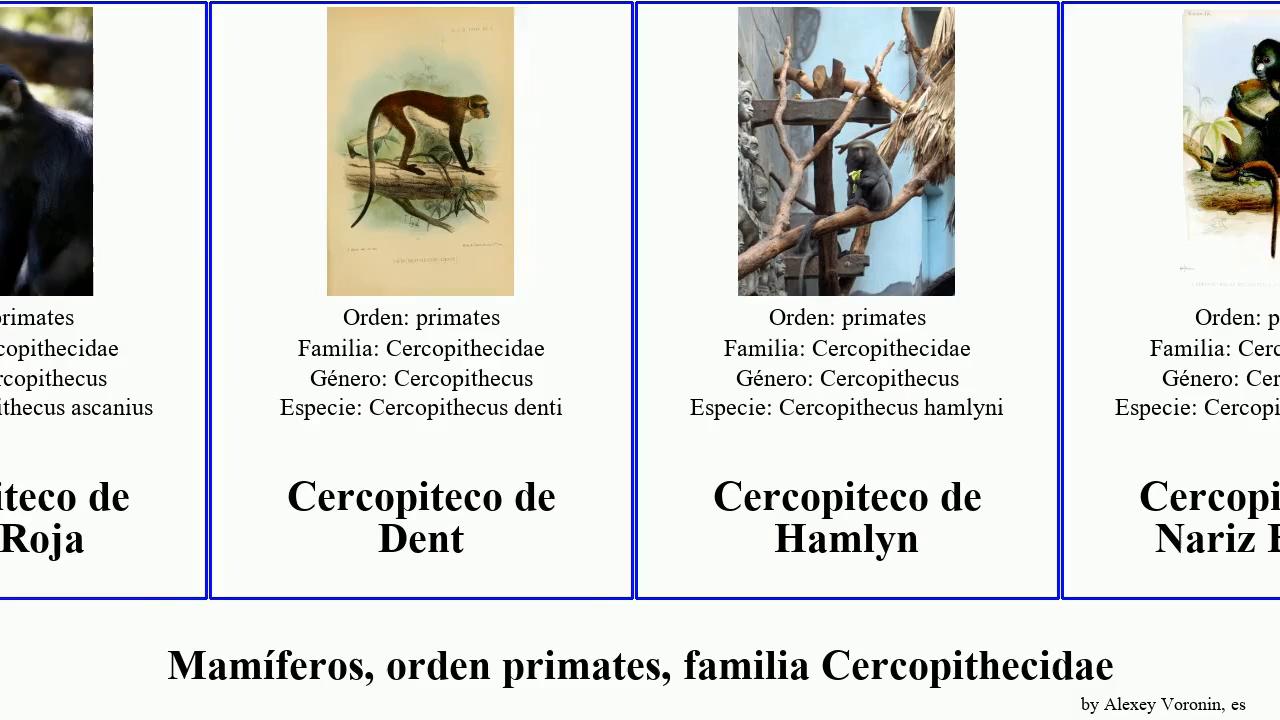 primates
Orden: primates
Orden: primates
Orden: p
copithecidae
Familia: Cercopithecidae
Familia: Cercopithecidae
Familia: Cerc
rcopithecus
Género: Cercopithecus
Género: Cercopithecus
Género: Cer
ithecus ascanius
Especie: Cercopithecus denti
Especie: Cercopithecus hamlyni
Especie: Cercopi
iteco de
Roja
Cercopiteco de
Dent
Cercopiteco de
Hamlyn
Cercopi
Nariz
Mamíferos, orden primates, familia Cercopithecidae
by Alexey Voronin, es